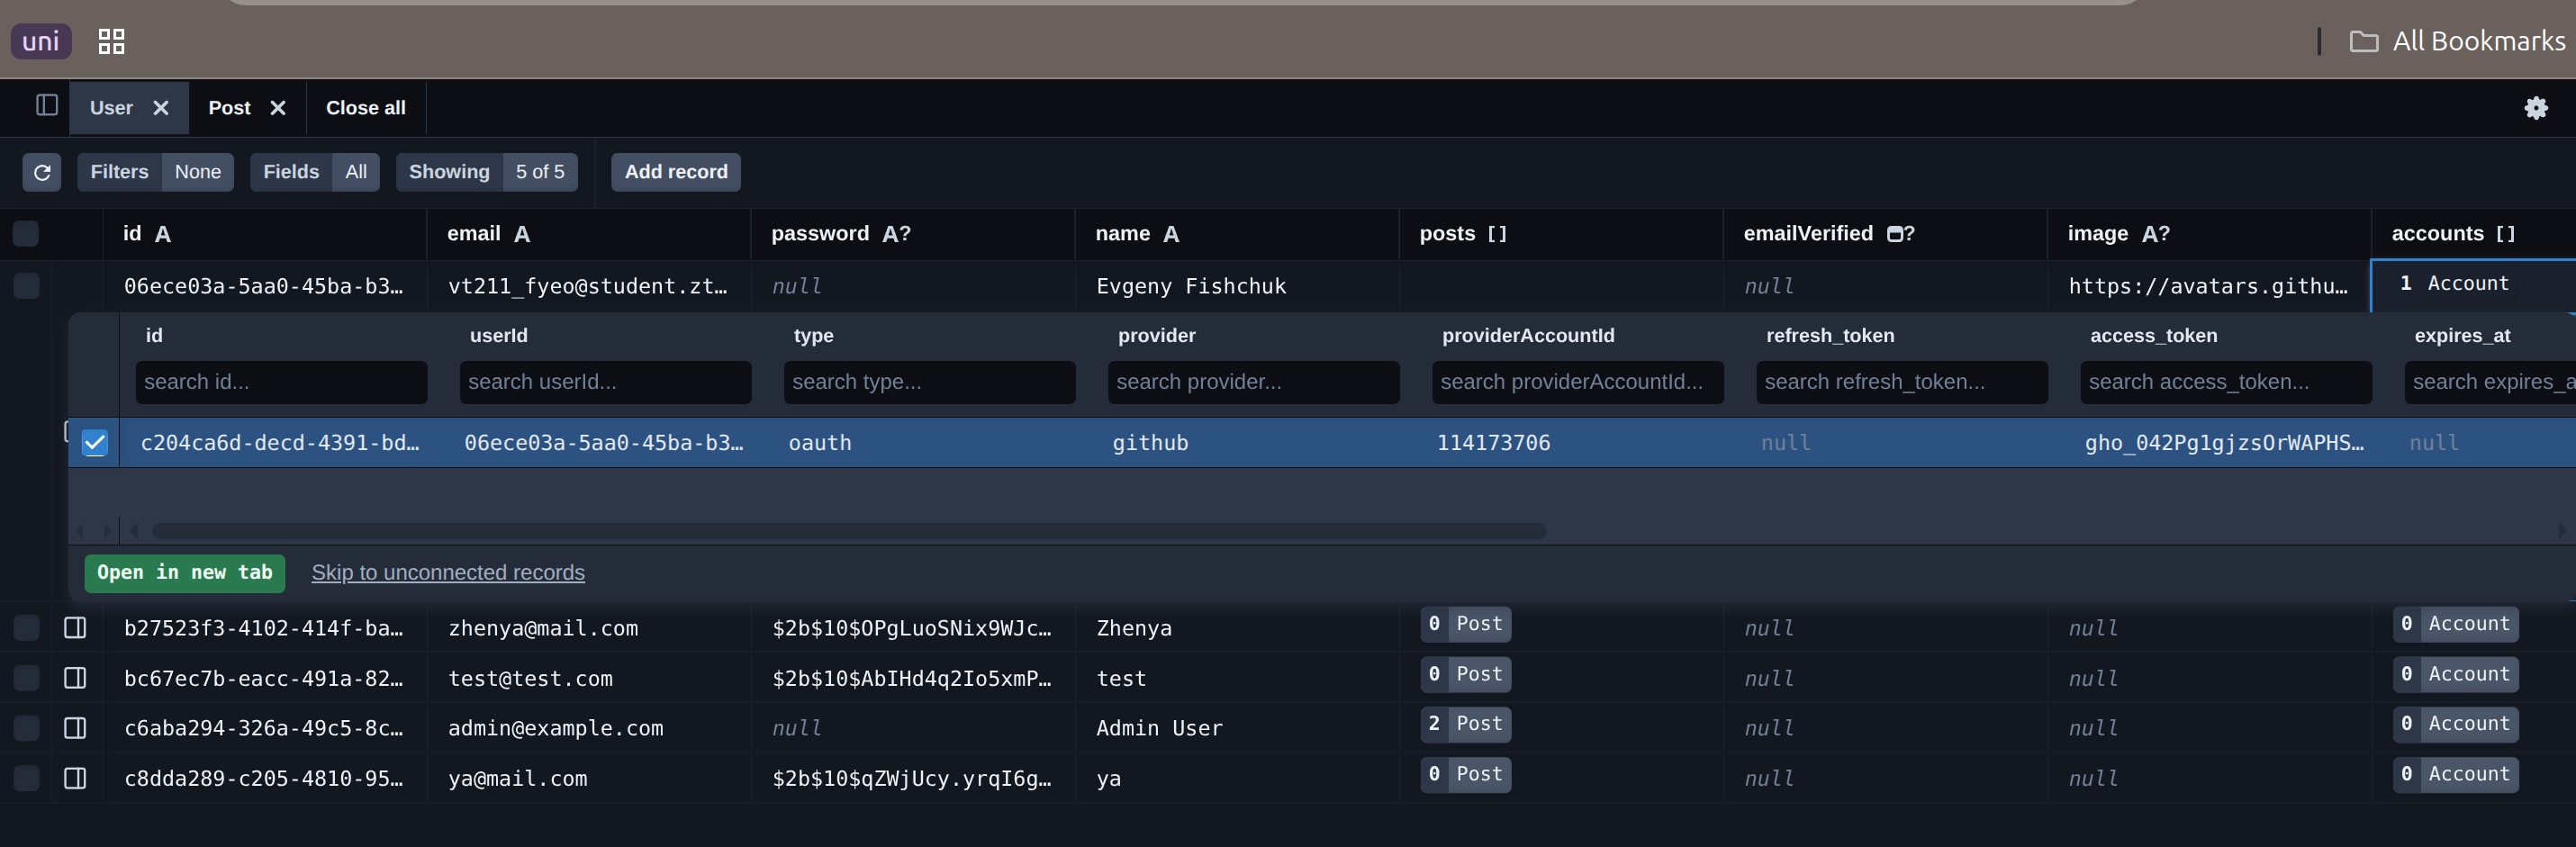 uni All Bookmarks
User Post Close all
Filters None Fields All Showing 5 of 5 Add record
id A email A password A? name A posts [] emailVerified ? image A? accounts []
06ece03a-5aa0-45ba-b3… vt211_fyeo@student.zt… null Evgeny Fishchuk null https://avatars.githu… 1 Account
id userId type provider providerAccountId refresh_token access_token expires_at
search id... search userId... search type... search provider... search providerAccountId... search refresh_token... search access_token... search expires_a
c204ca6d-decd-4391-bd… 06ece03a-5aa0-45ba-b3… oauth github 114173706 null gho_042Pg1gjzsOrWAPHS… null
Open in new tab Skip to unconnected records
b27523f3-4102-414f-ba… zhenya@mail.com $2b$10$OPgLuoSNix9WJc… Zhenya 0 Post null null 0 Account
bc67ec7b-eacc-491a-82… test@test.com $2b$10$AbIHd4q2Io5xmP… test 0 Post null null 0 Account
c6aba294-326a-49c5-8c… admin@example.com null Admin User 2 Post null null 0 Account
c8dda289-c205-4810-95… ya@mail.com $2b$10$qZWjUcy.yrqI6g… ya 0 Post null null 0 Account